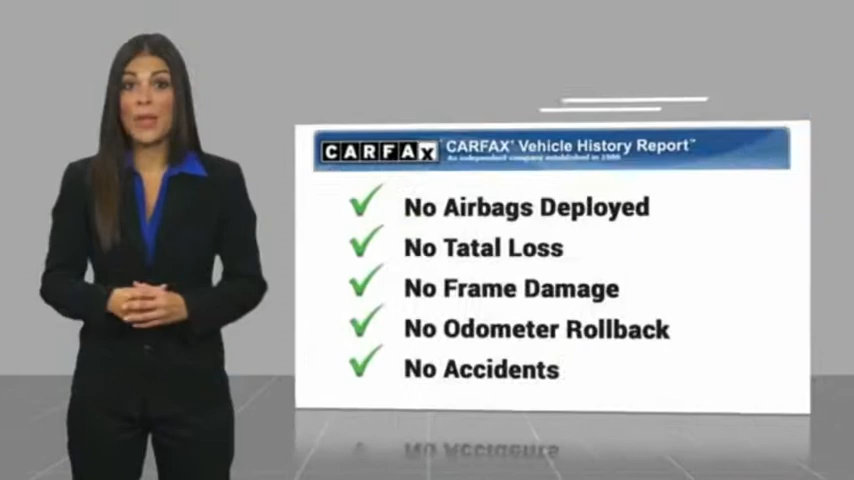 CARFAX CARFAX Vehicle History Report™
An independent company established in 1986
No Airbags Deployed
No Tatal Loss
No Frame Damage
No Odometer Rollback
No Accidents